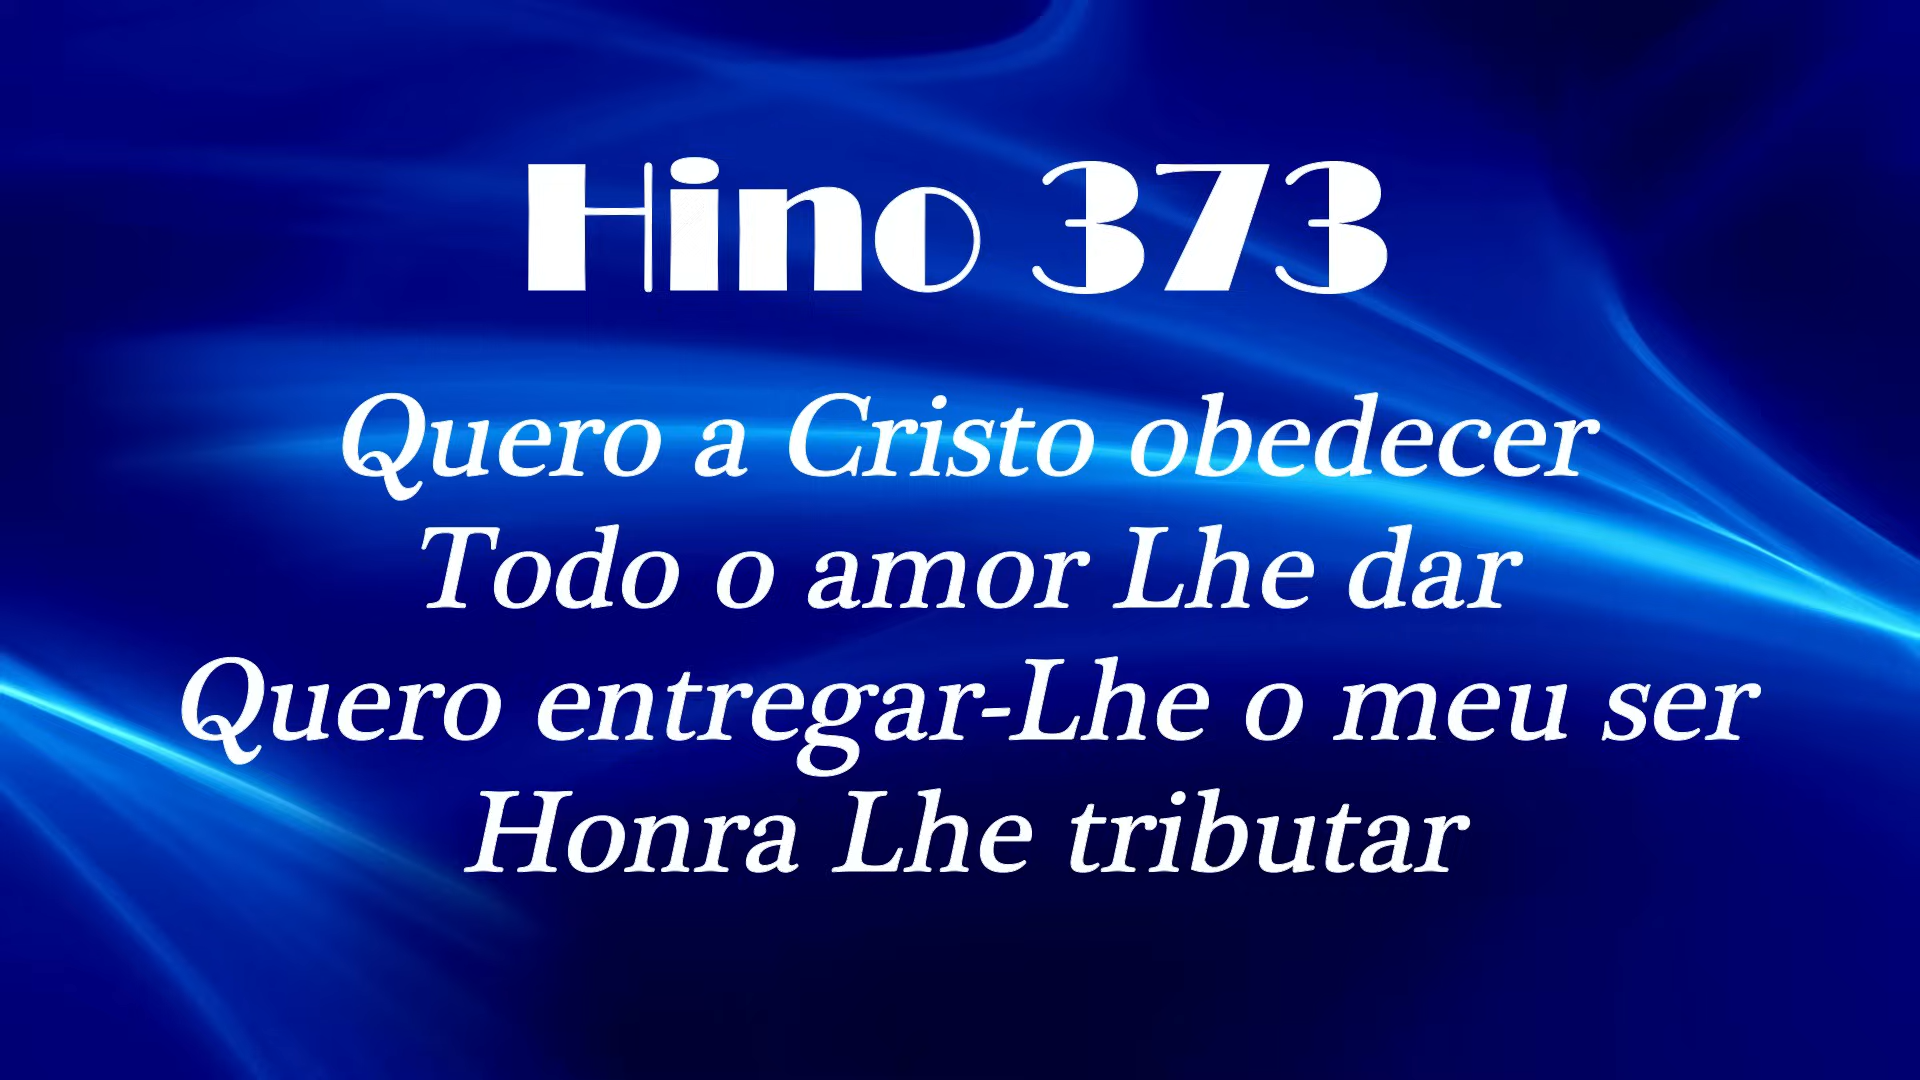 Hino 373
Quero a Cristo obedecer
Todo o amor Lhe dar
Quero entregar-Lhe o meu ser
Honra Lhe tributar